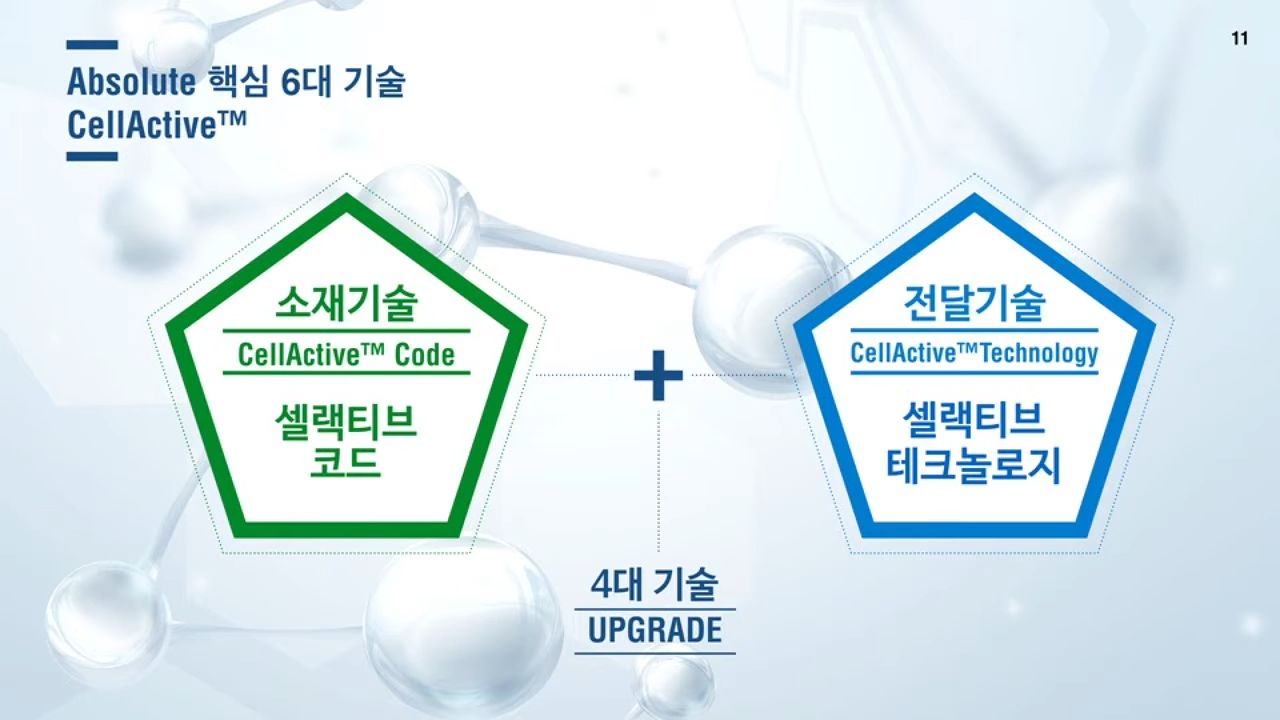 11
Absolute 핵심 6대 기술
CellActive™
소재기술
CellActive™ Code
셀랙티브
코드
전달기술
CellActive™Technology
셀랙티브
테크놀로지
4대 기술
UPGRADE